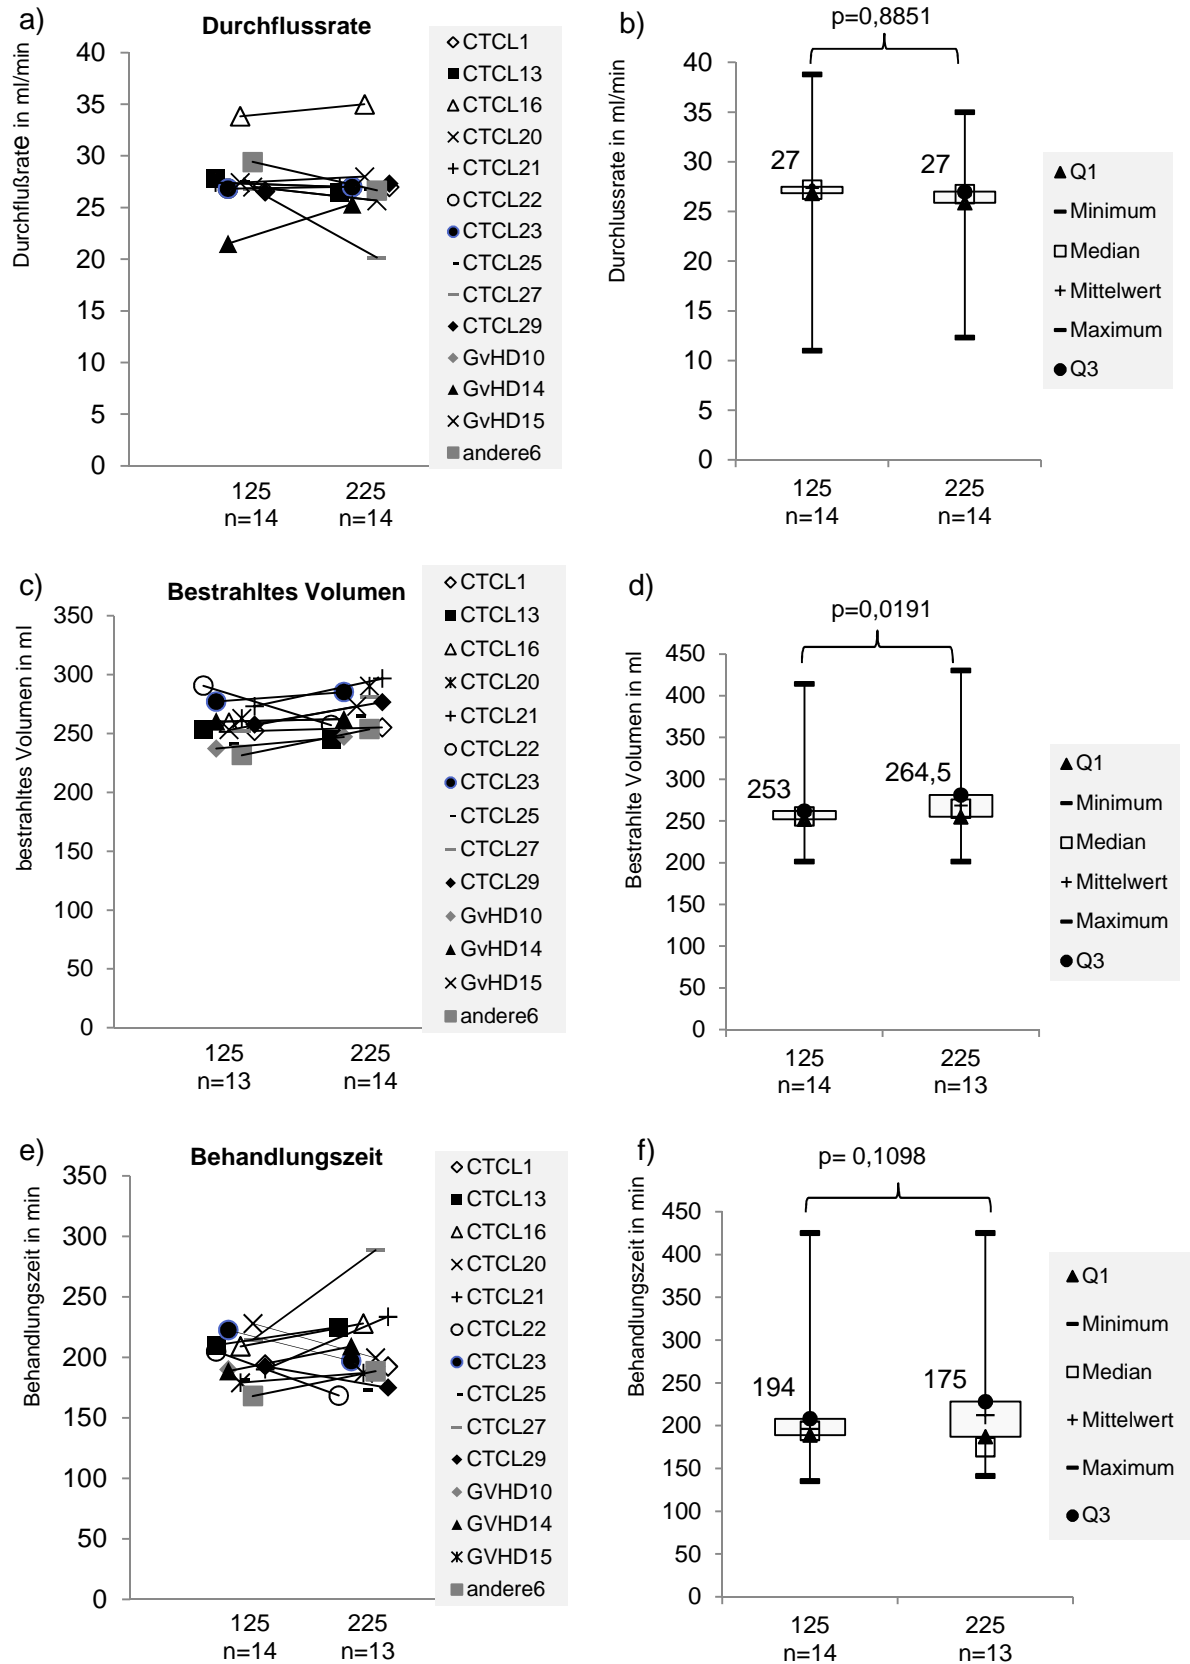 a)
Durchflussrate
Durchflußrate in ml/min
40
35
30
25
20
15
10
5
0
125
n=14
225
n=14
CTCL1
CTCL13
CTCL16
CTCL20
CTCL21
CTCL22
CTCL23
CTCL25
CTCL27
CTCL29
GvHD10
GvHD14
GvHD15
andere6
b)
p=0,8851
Durchlussrate in ml/min
40
35
30
25
20
15
10
5
0
27
27
125
n=14
225
n=14
Q1
Minimum
Median
Mittelwert
Maximum
Q3
c)
Bestrahltes Volumen
bestrahltes Volumen in ml
350
300
250
200
150
100
50
0
125
n=13
225
n=14
CTCL1
CTCL13
CTCL16
CTCL20
CTCL21
CTCL22
CTCL23
CTCL25
CTCL27
CTCL29
GvHD10
GvHD14
GvHD15
andere6
d)
p=0,0191
Bestrahlte Volumen in ml
450
400
350
300
250
200
150
100
50
0
253
264,5
125
n=14
225
n=13
Q1
Minimum
Median
Mittelwert
Maximum
Q3
e)
Behandlungszeit
Behandlungszeit in min
350
300
250
200
150
100
50
0
125
n=14
225
n=13
CTCL1
CTCL13
CTCL16
CTCL20
CTCL21
CTCL22
CTCL23
CTCL25
CTCL27
CTCL29
GVHD10
GVHD14
GVHD15
andere6
f)
p= 0,1098
Behandlungszeit in min
450
400
350
300
250
200
150
100
50
0
194
175
125
n=14
225
n=13
Q1
Minimum
Median
Mittelwert
Maximum
Q3